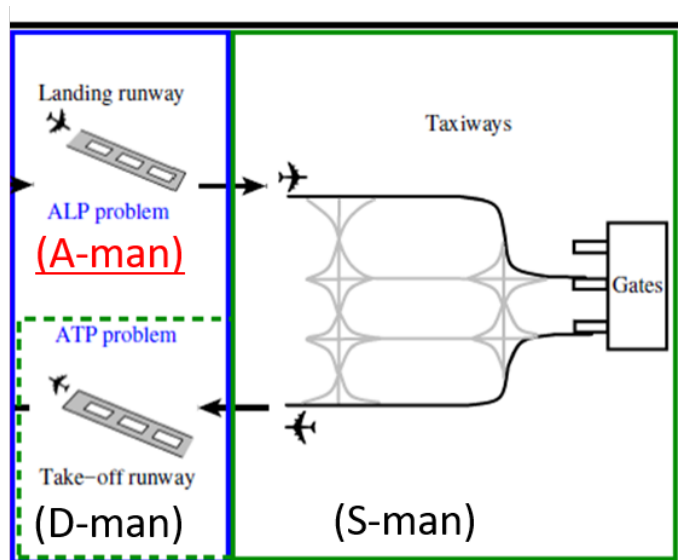 Landing runway
ALP problem
(A-man)
ATP problem
Take-off runway
(D-man)
Taxiways
Gates
(S-man)